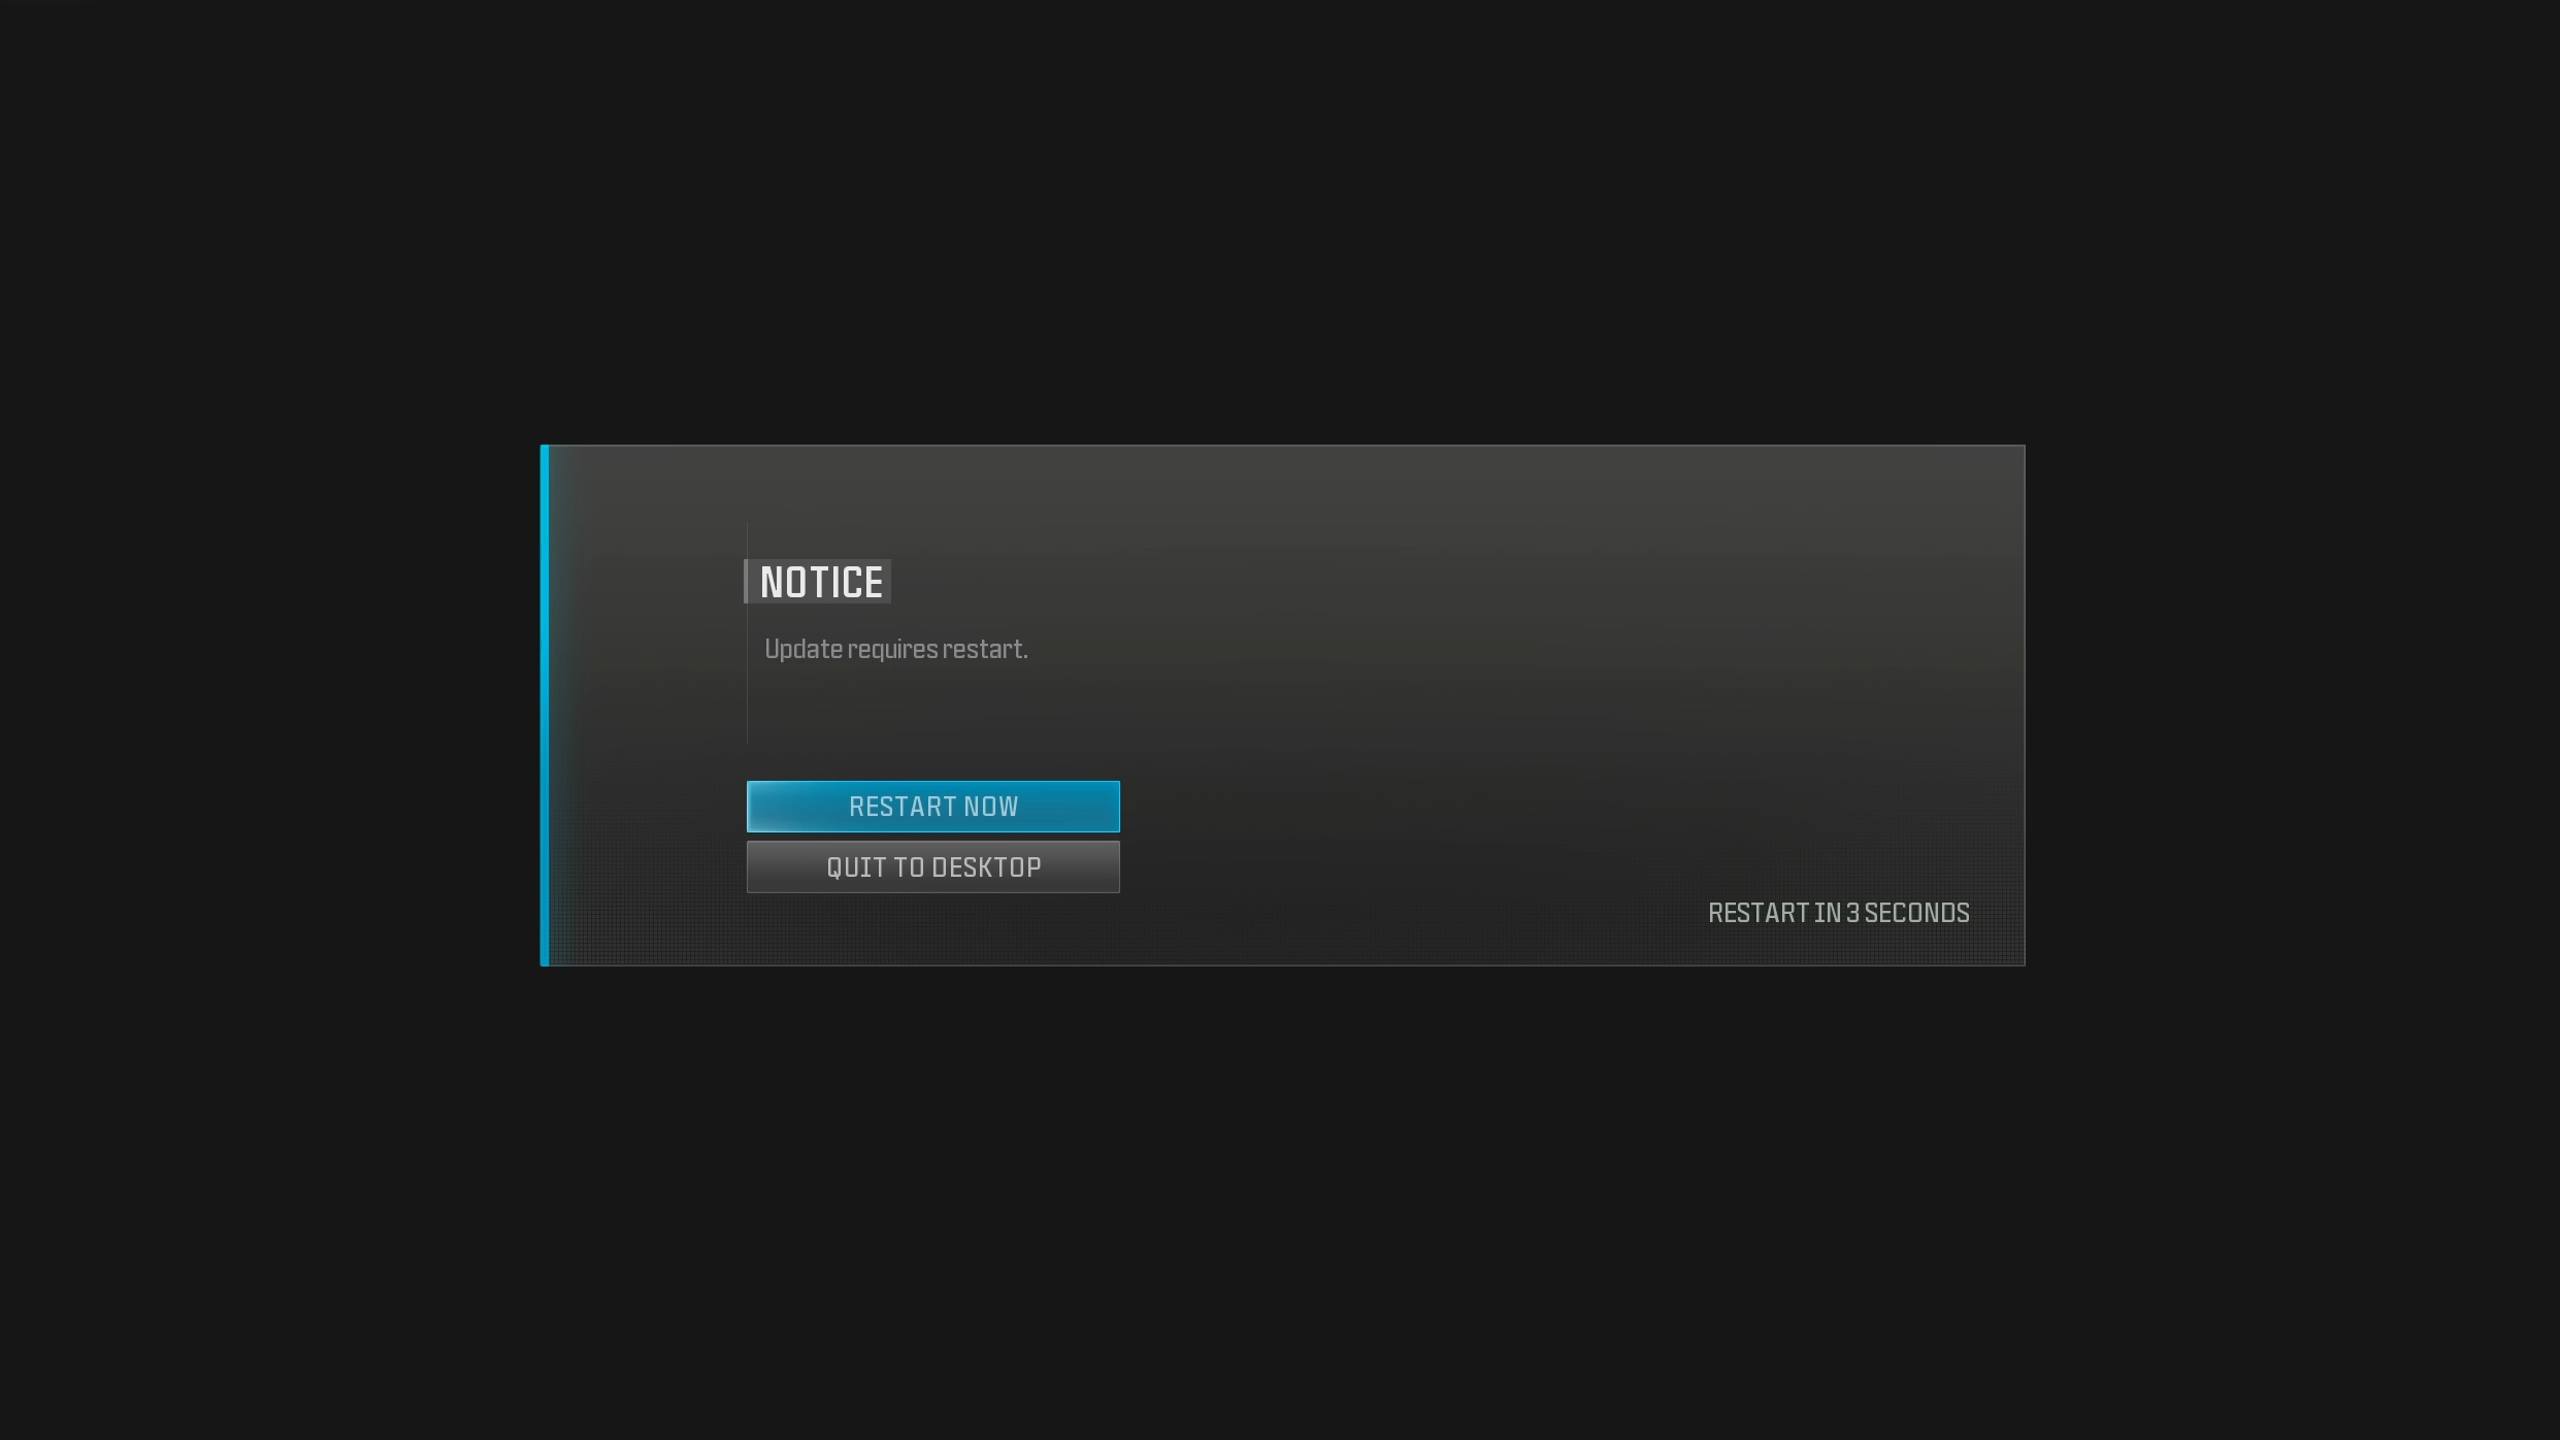 NOTICE
Update requires restart.
RESTART NOW
QUIT TO DESKTOP
RESTART IN 3 SECONDS